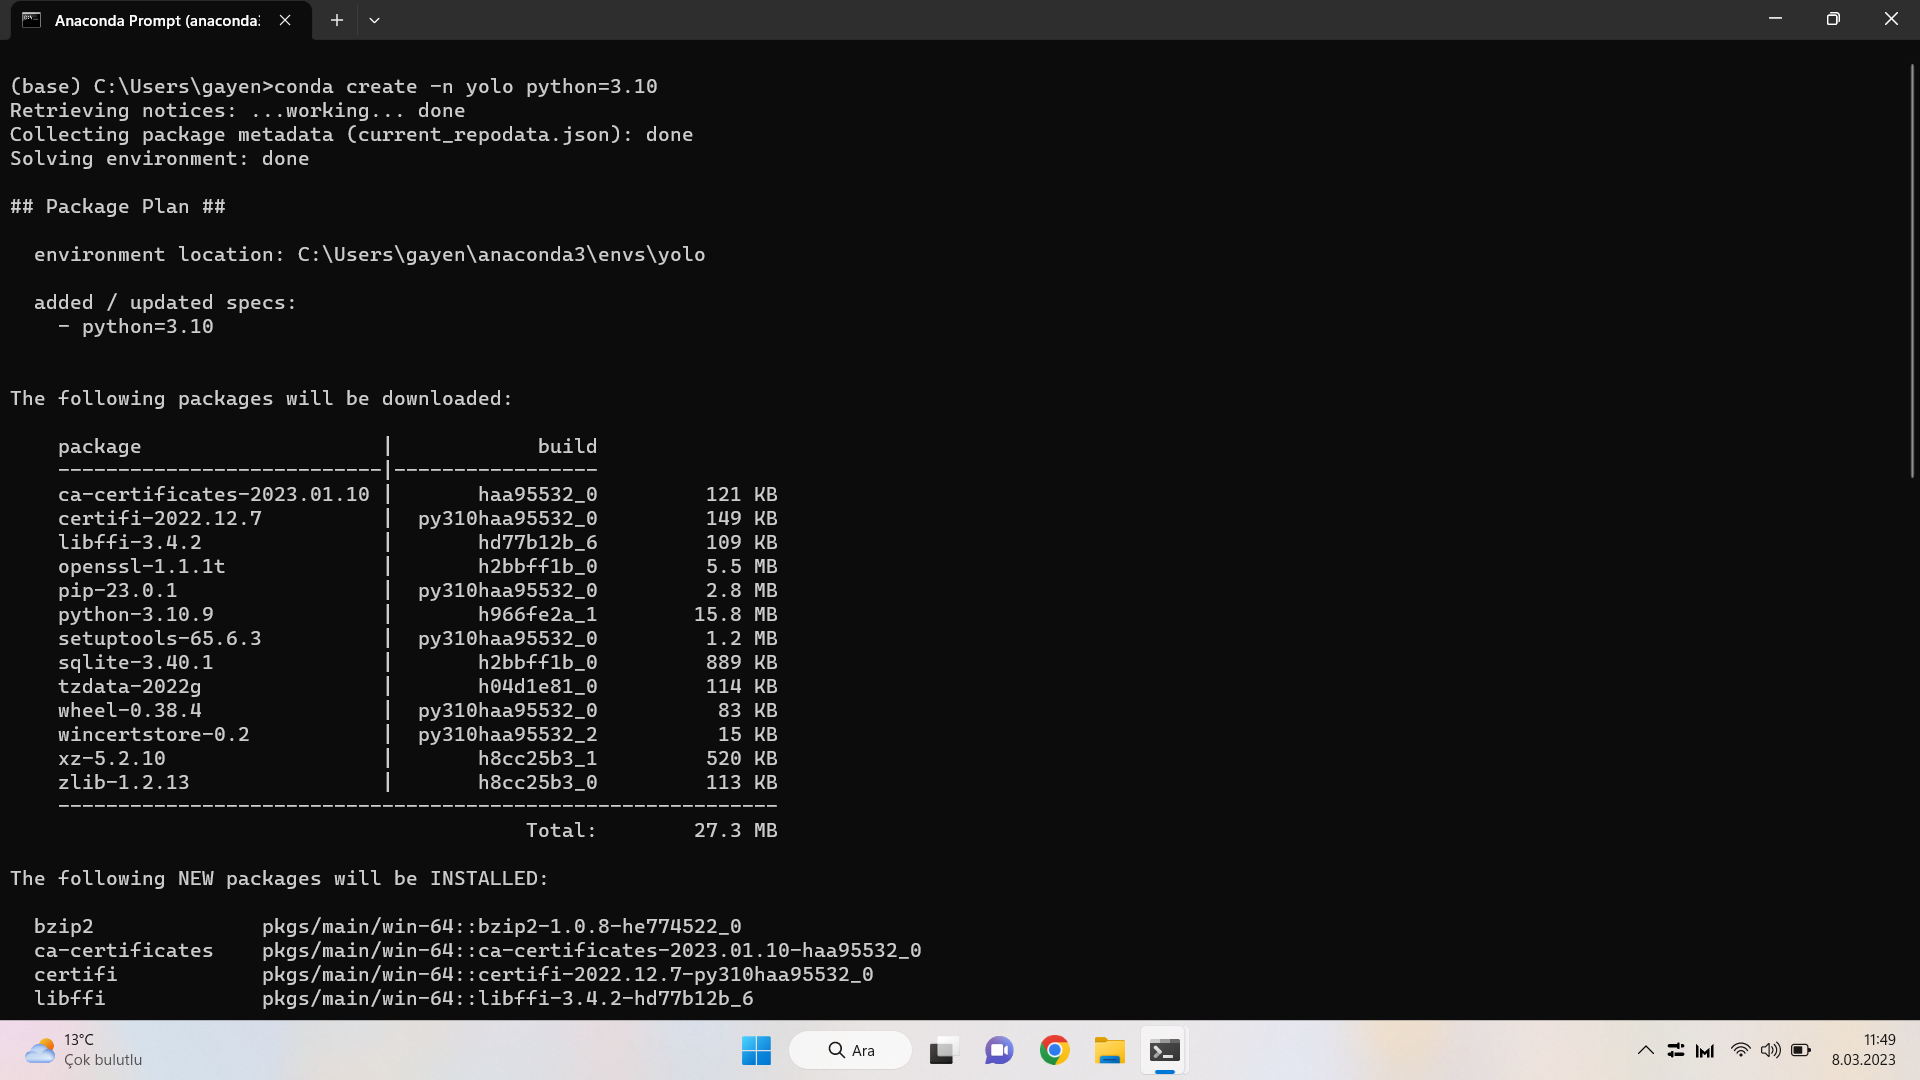 Anaconda Prompt (anaconda3
(base) C:\Users\gayen>conda create -n yolo python=3.10
Retrieving notices: ...working... done
Collecting package metadata (current_repodata.json): done
Solving environment: done
## Package Plan ##
environment location: C:\Users\gayen\anaconda3\envs\yolo
added / updated specs:
- python=3.10
The following packages will be downloaded:
package                    |            build
---------------------------|-----------------
ca-certificates-2023.01.10 |       haa95532_0         121 KB
certifi-2022.12.7          |  py310haa95532_0         149 KB
libffi-3.4.2               |       hd77b12b_6         109 KB
openssl-1.1.1t             |       h2bbff1b_0         5.5 MB
pip-23.0.1                 |  py310haa95532_0         2.8 MB
python-3.10.9              |       h966fe2a_1        15.8 MB
setuptools-65.6.3          |  py310haa95532_0         1.2 MB
sqlite-3.40.1              |       h2bbff1b_0         889 KB
tzdata-2022g               |       h04d1e81_0         114 KB
wheel-0.38.4               |  py310haa95532_0          83 KB
wincertstore-0.2           |  py310haa95532_2          15 KB
xz-5.2.10                  |       h8cc25b3_1         520 KB
zlib-1.2.13                |       h8cc25b3_0         113 KB
------------------------------------------------------------
Total:        27.3 MB
The following NEW packages will be INSTALLED:
bzip2              pkgs/main/win-64::bzip2-1.0.8-he774522_0
ca-certificates    pkgs/main/win-64::ca-certificates-2023.01.10-haa95532_0
certifi            pkgs/main/win-64::certifi-2022.12.7-py310haa95532_0
libffi             pkgs/main/win-64::libffi-3.4.2-hd77b12b_6
13°C
Çok bulutlu
Ara
11:49
8.03.2023